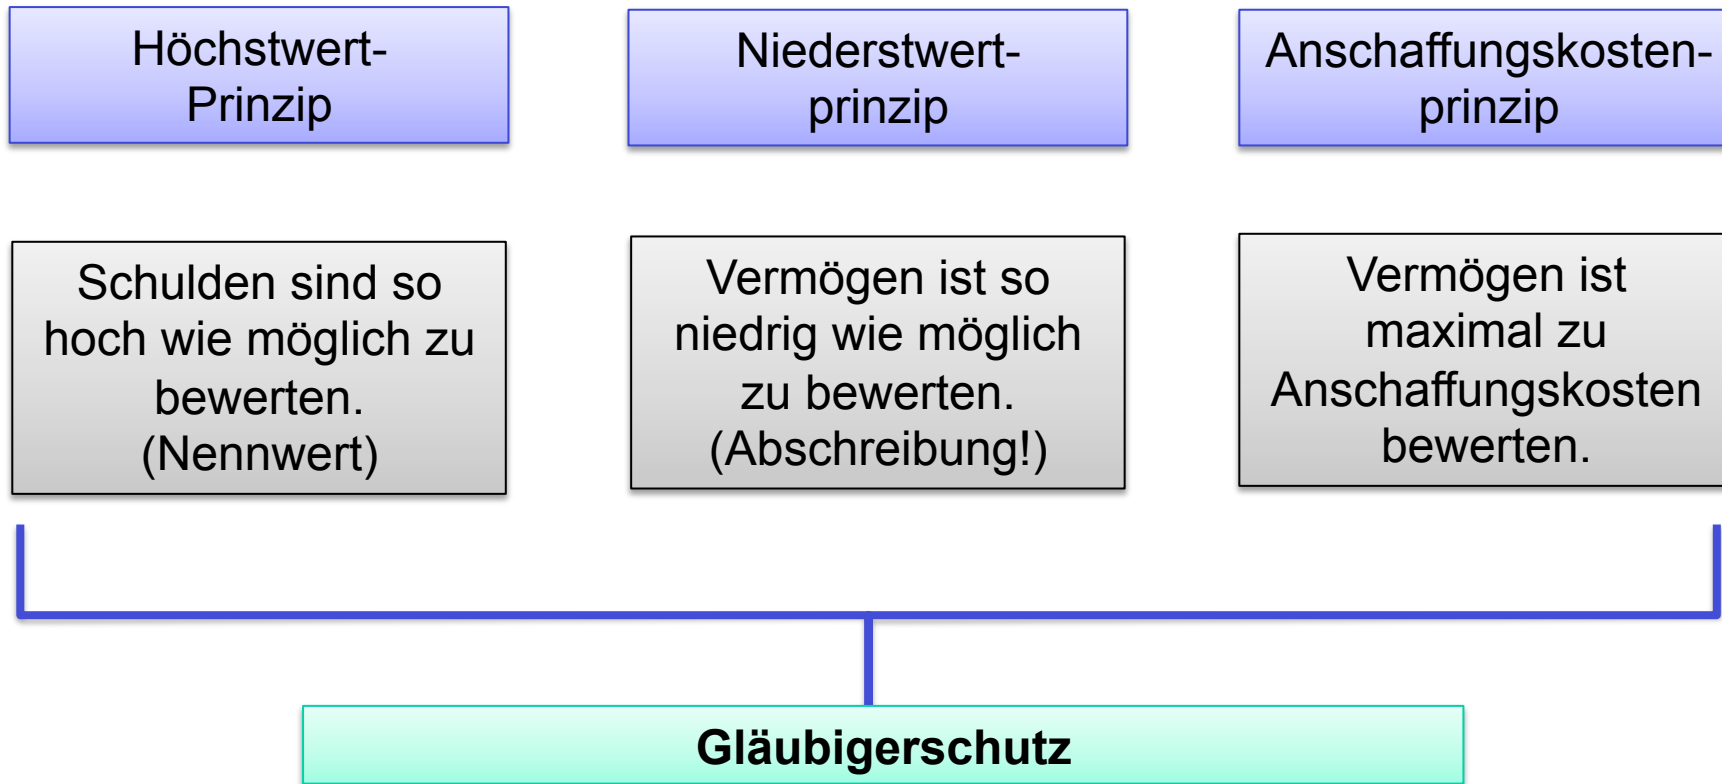 Höchstwert-
Prinzip
Niederstwert-
prinzip
Anschaffungskosten-
prinzip
Schulden sind so
hoch wie möglich zu
bewerten.
(Nennwert)
Vermögen ist so
niedrig wie möglich
zu bewerten.
(Abschreibung!)
Vermögen ist
maximal zu
Anschaffungskosten
bewerten.
Gläubigerschutz